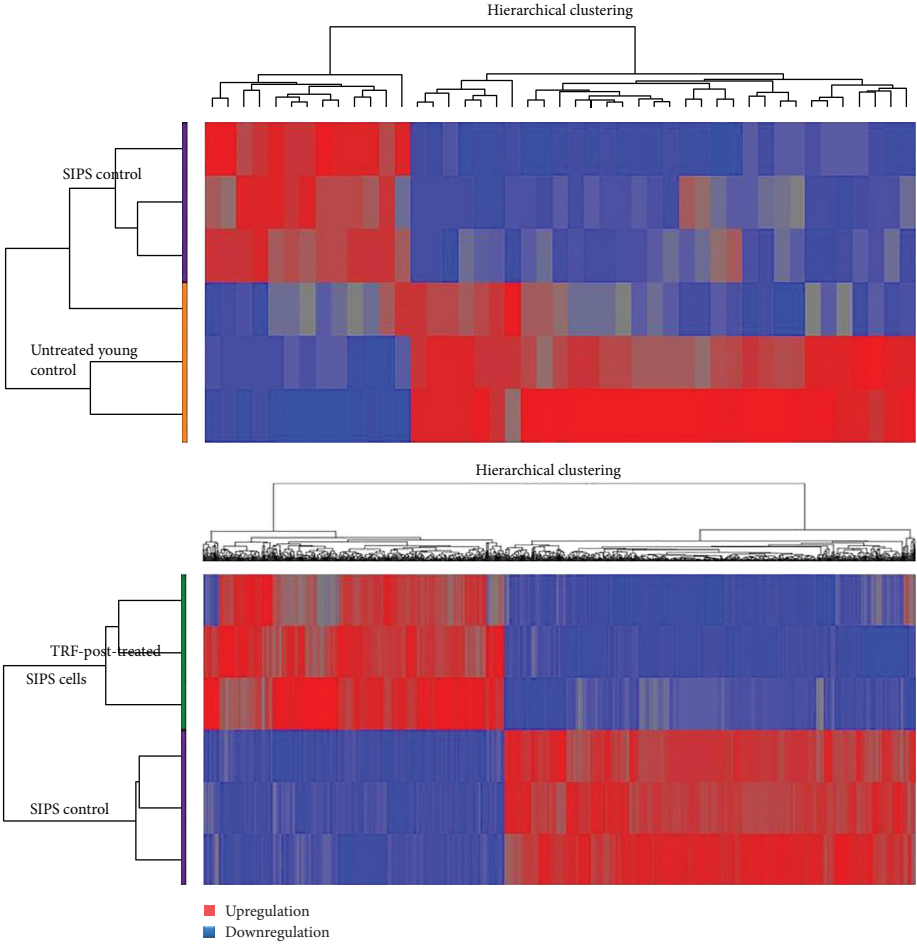 Hierarchical clustering
SIPS control
Untreated young
control
Hierarchical clustering
TRF-post-treated
SIPS cells
SIPS control
Upregulation
Downregulation